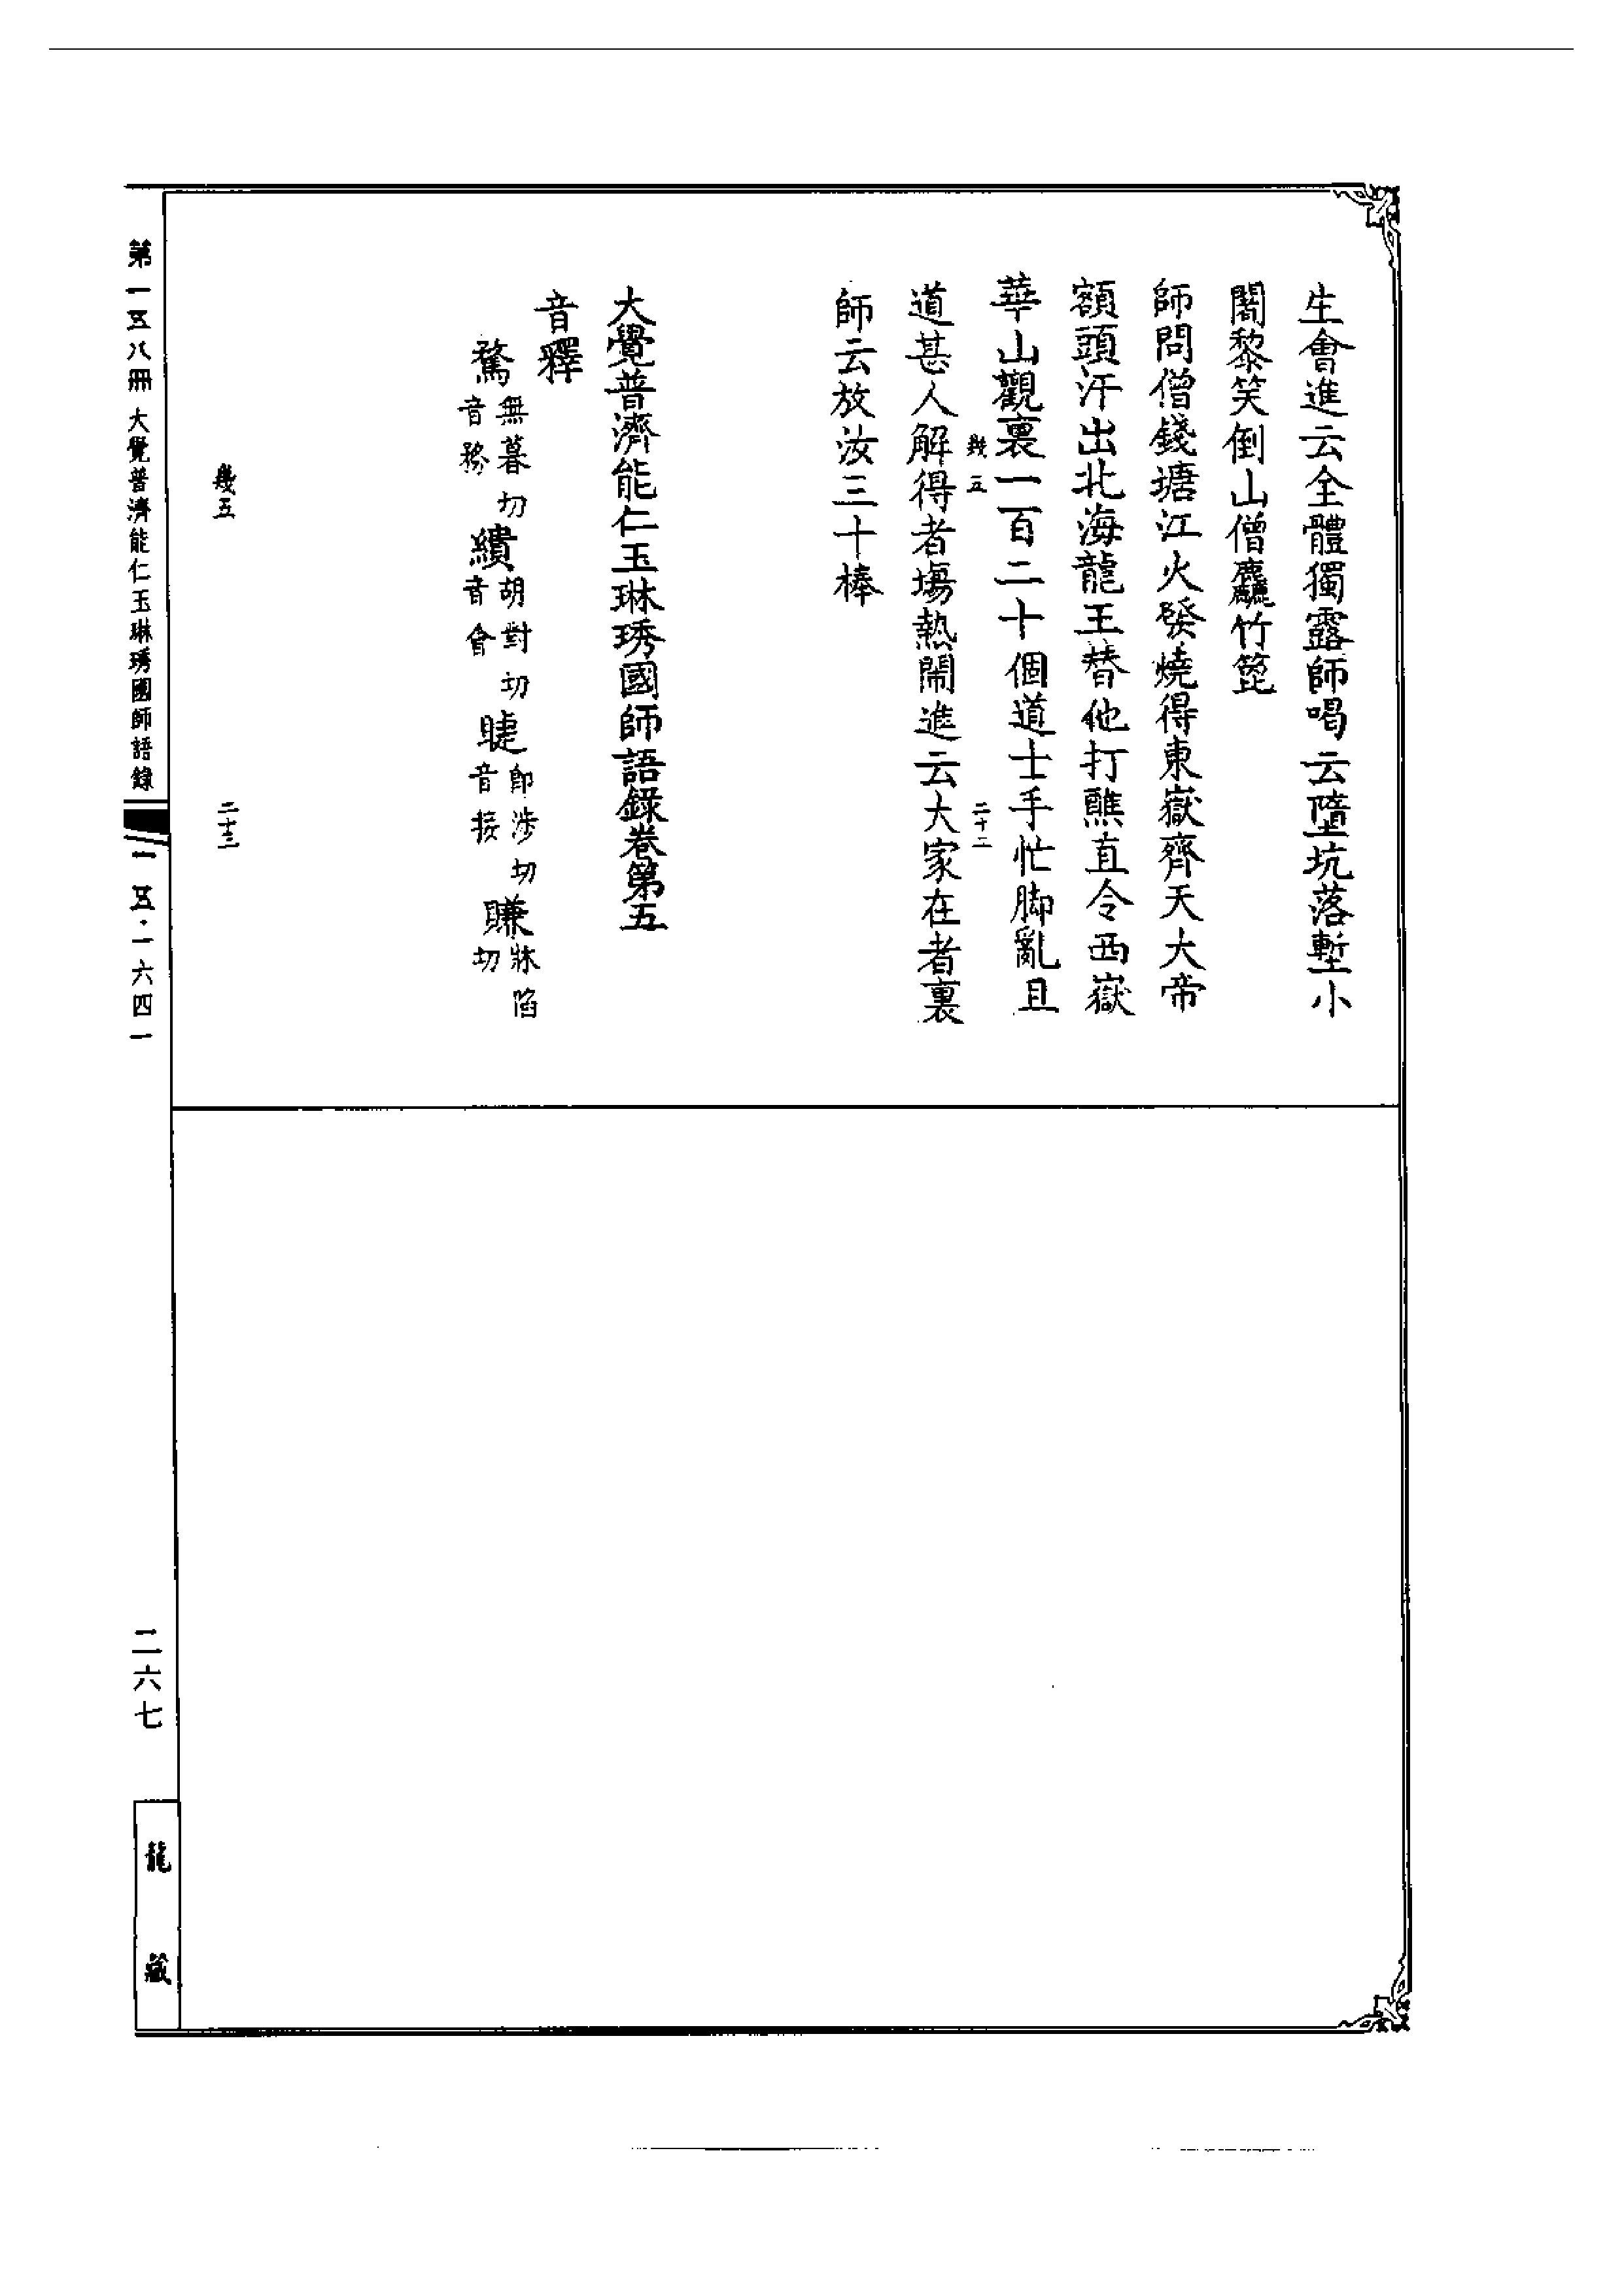 生會進云全體獨露師喝云墮坑落塹小
闍黎笑倒山僧麤竹篦
師問僧錢塘江火發燒得東嶽齊天大帝
額頭汗出北海龍王替他打醮直令西嶽
華山觀裏一百二十個道士手忙脚亂且
幾五 二十二
道甚人解得者場熱鬧進云大家在者裏
師云放汝三十棒
大覺普濟能仁玉琳琇國師語錄卷第五
音釋
騖無暮切音務 繢胡對切音會 睫即涉切音接 賺牀陷切
幾五 二十三
第一五八冊 大覺普濟能仁玉琳琇國師語錄 一五·一六四一 二六七 龍藏